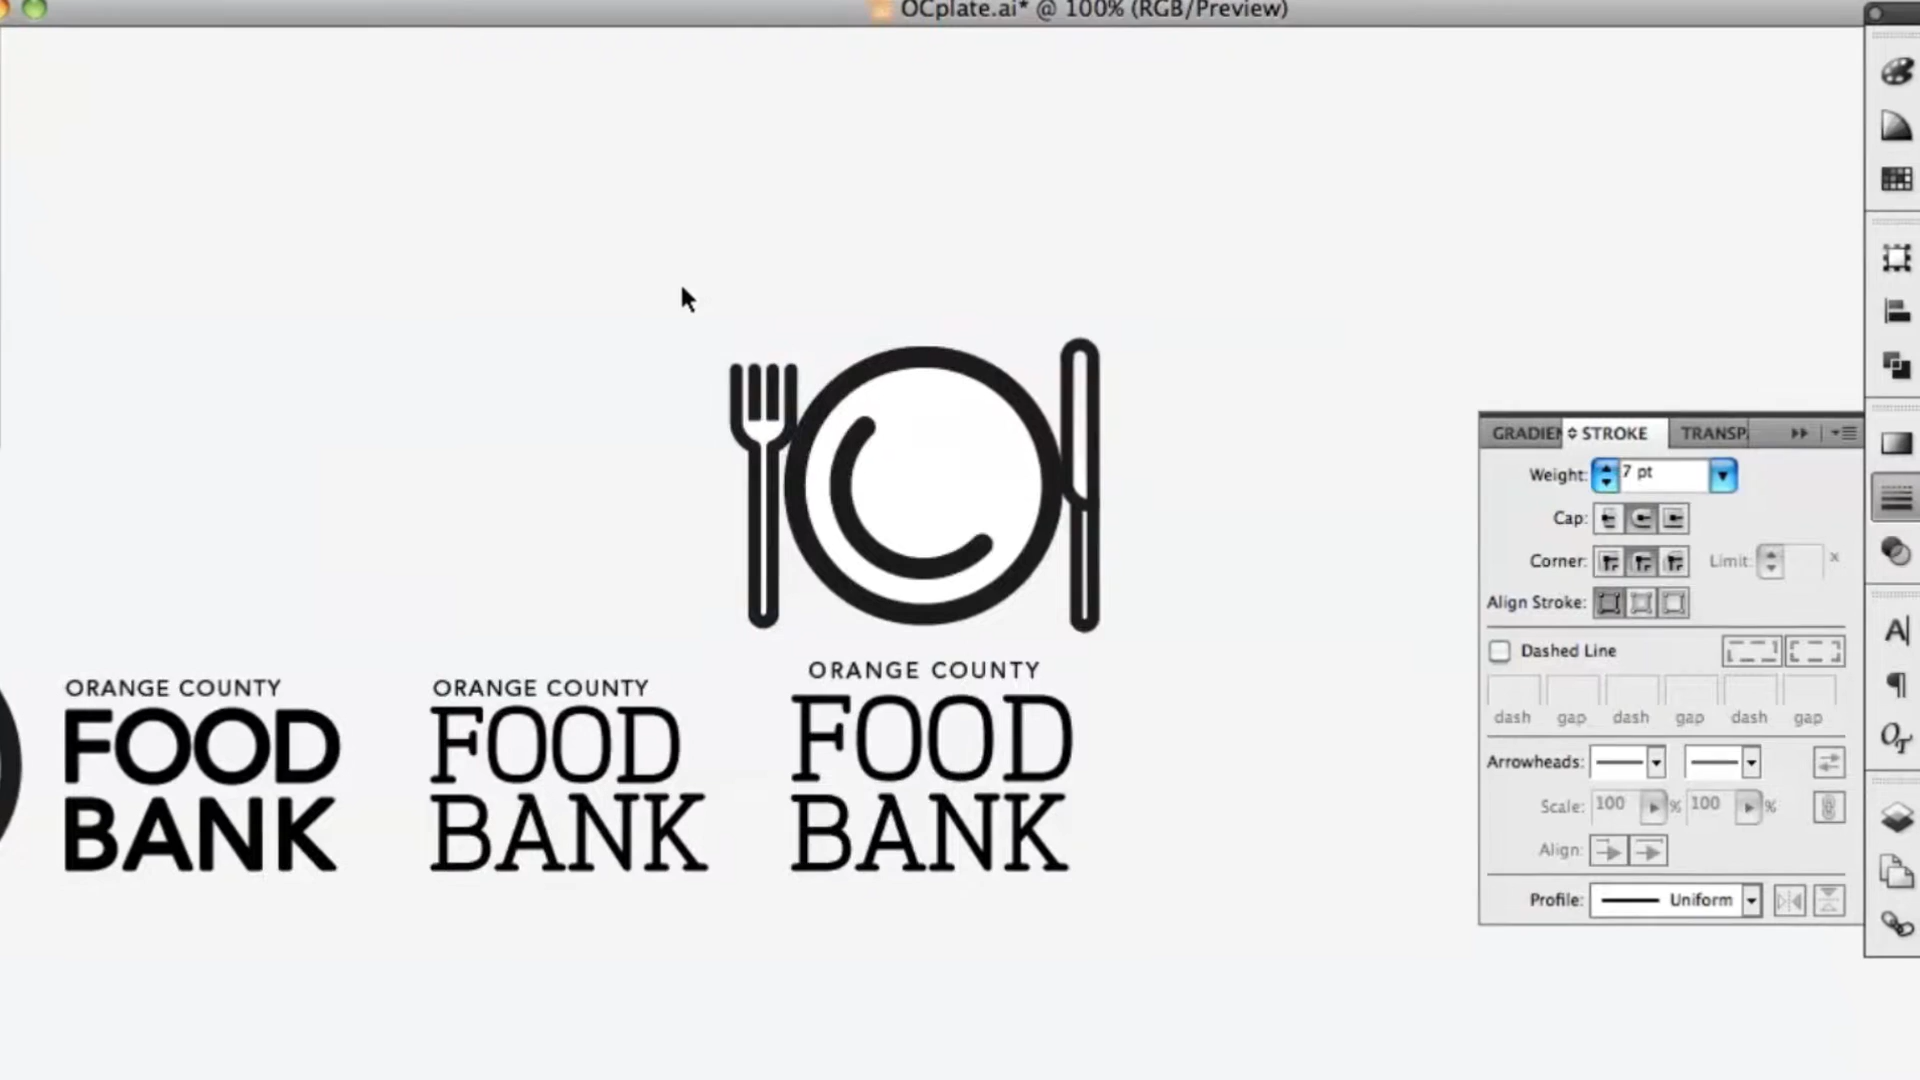 OCplate.ai* @ 100% (RGB/Preview)
ORANGE COUNTY
FOOD
BANK
ORANGE COUNTY
FOOD
BANK
ORANGE COUNTY
FOOD
BANK
GRADIEN STROKE TRANSP
Weight: 7 pt
Cap:
Corner: Limit: x
Align Stroke:
Dashed Line
dash gap dash gap dash gap
Arrowheads:
Scale: 100 % 100 %
Align:
Profile: Uniform